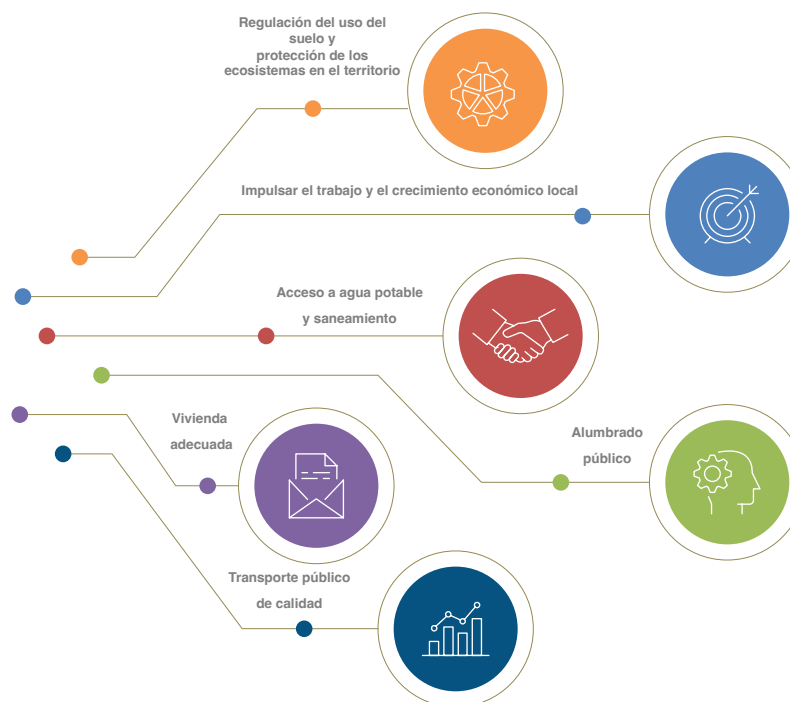 Regulación del uso del
suelo y
protección de los
ecosistemas en el territorio
Impulsar el trabajo y el crecimiento económico local
Acceso a agua potable
y saneamiento
Vivienda
adecuada
Alumbrado
público
Transporte público
de calidad